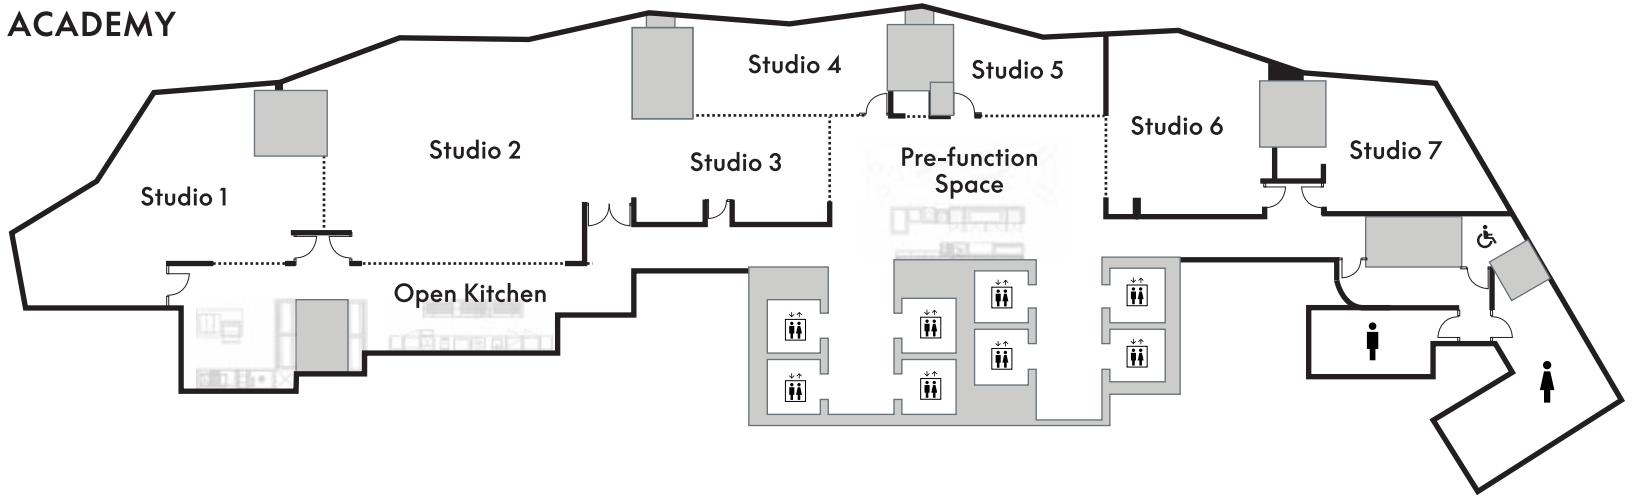 ACADEMY
Studio 1
Studio 2
Studio 3
Studio 4
Studio 5
Studio 6
Studio 7
Pre-function
Space
Open Kitchen